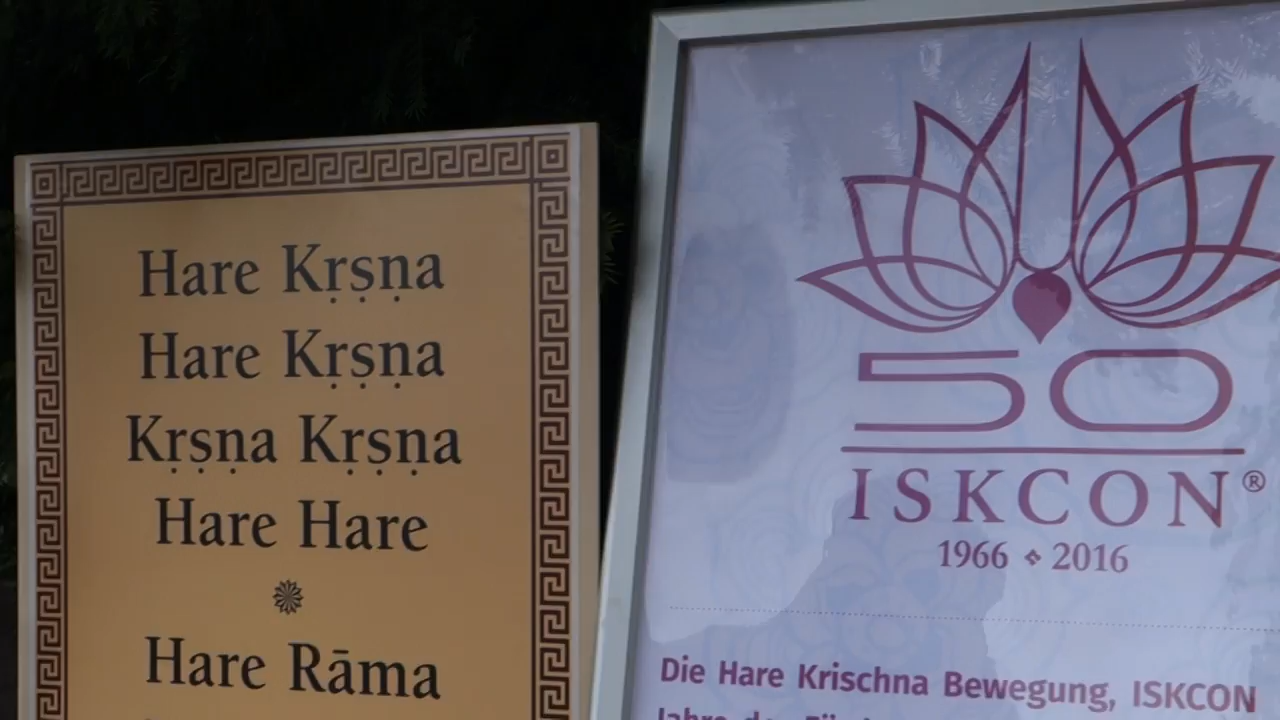 Hare Kṛṣṇa
Hare Kṛṣṇa
Kṛṣṇa Kṛṣṇa
Hare Hare
Hare Rāma
50
ISKCON®
1966 ❖ 2016
Die Hare Krischna Bewegung, ISKCON